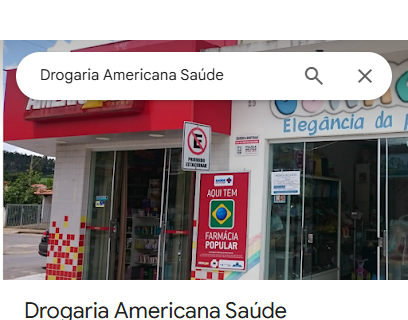 Drogaria Americana Saúde
Elegância da
PROIBIDO
ESTACIONAR
AQUI TEM
FARMÁCIA
POPULAR
Drogaria Americana Saúde